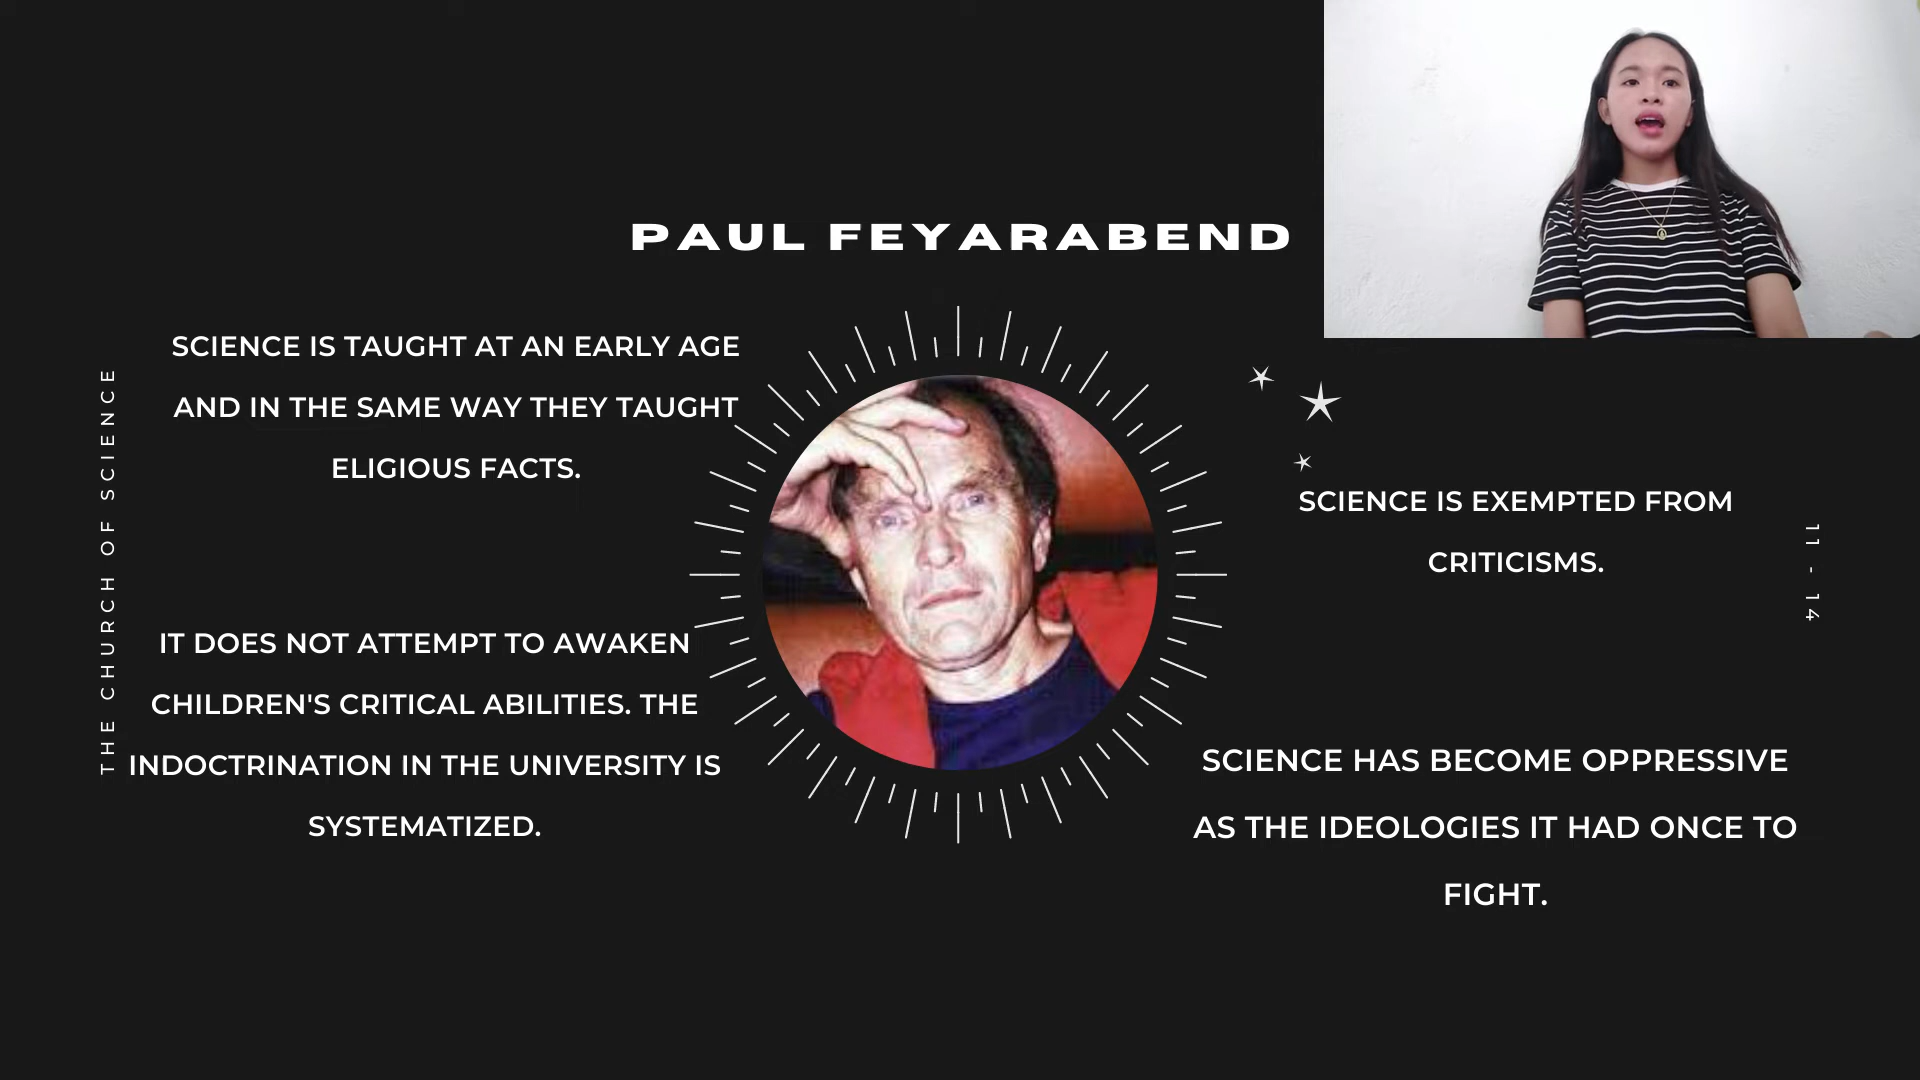 PAUL FEYARABEND
SCIENCE IS TAUGHT AT AN EARLY AGE
AND IN THE SAME WAY THEY TAUGHT
ELIGIOUS FACTS.
IT DOES NOT ATTEMPT TO AWAKEN
CHILDREN'S CRITICAL ABILITIES. THE
INDOCTRINATION IN THE UNIVERSITY IS
SYSTEMATIZED.
SCIENCE IS EXEMPTED FROM
CRITICISMS.
SCIENCE HAS BECOME OPPRESSIVE
AS THE IDEOLOGIES IT HAD ONCE TO
FIGHT.
THE CHURCH OF SCIENCE
11 - 14